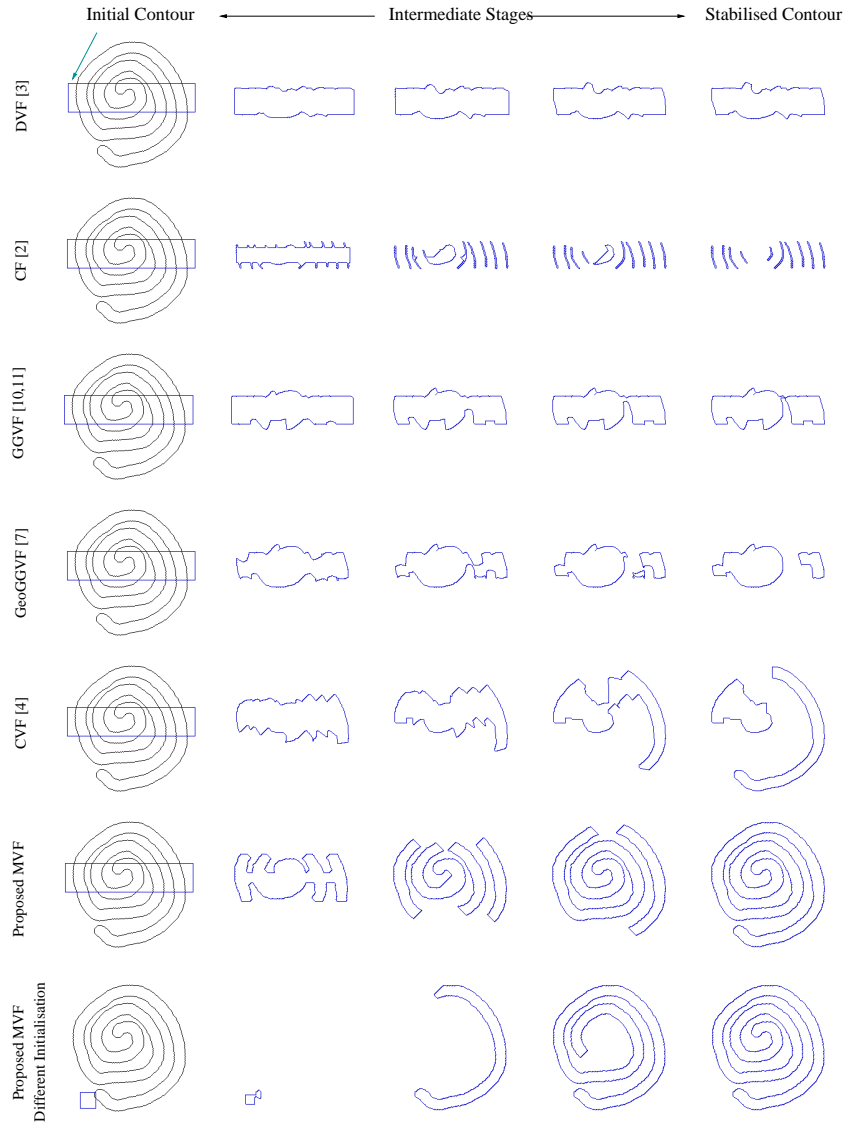 Initial Contour
Intermediate Stages
Stabilised Contour
DVF [3]
CF [2]
GGVF [10,11]
GeoGGVF [7]
CVF [4]
Proposed MVF
Proposed MVF
Different Initialisation